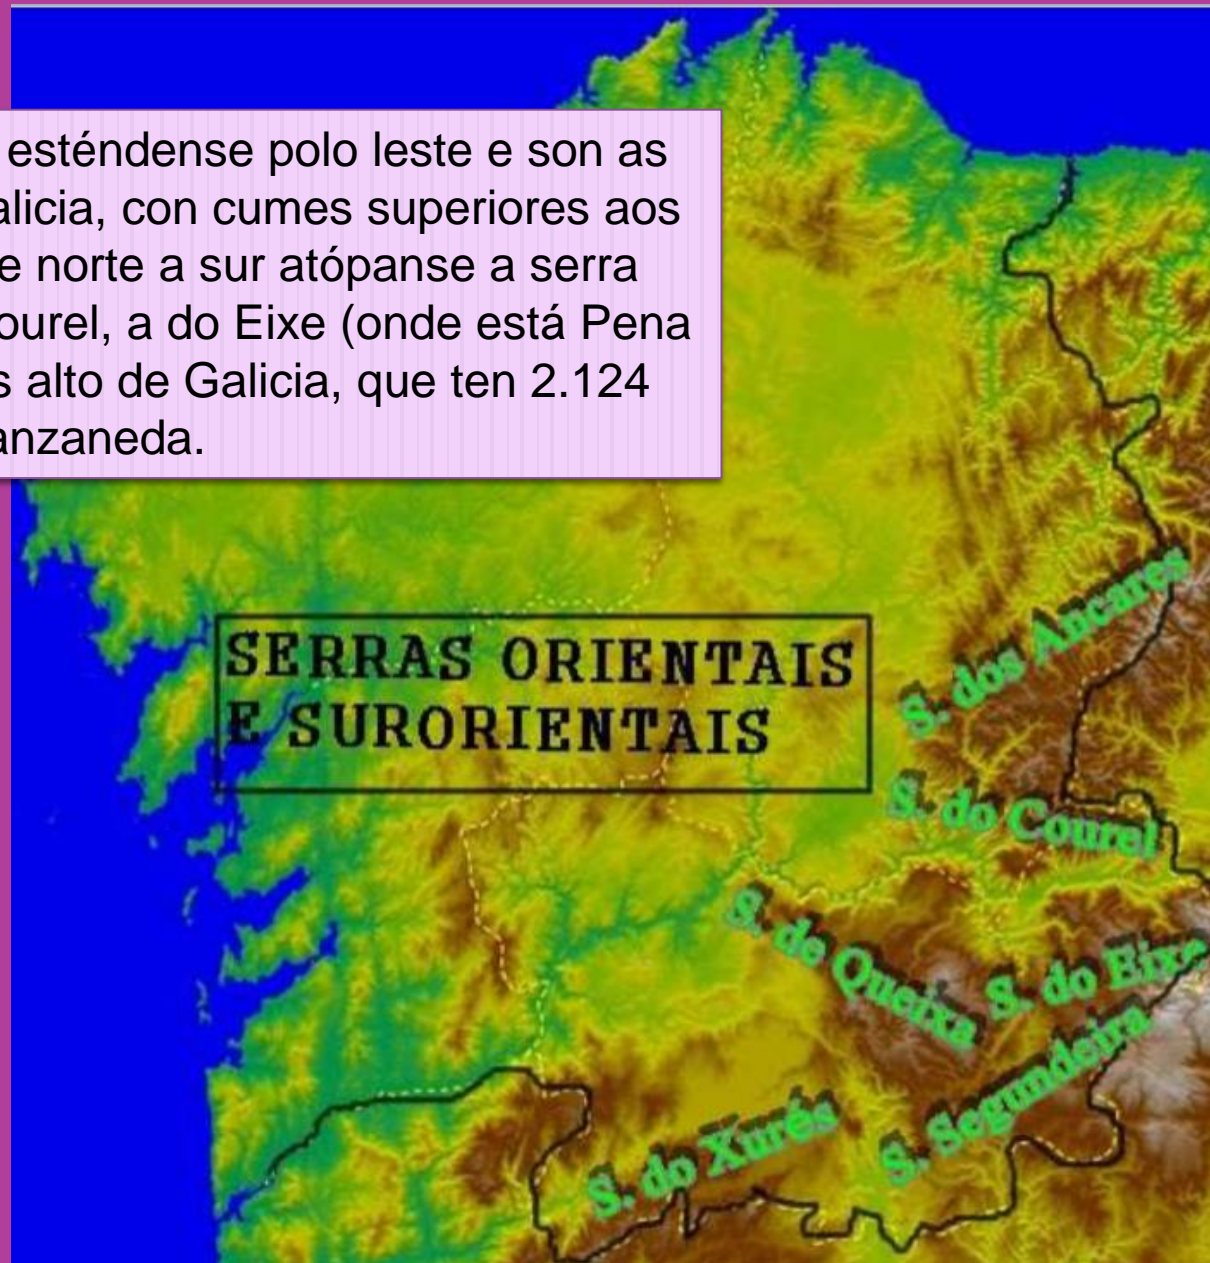 esténdense polo leste e son as
alicia, con cumes superiores aos
e norte a sur atópanse a serra
ourel, a do Eixe (onde está Pena
s alto de Galicia, que ten 2.124
anzaneda.
SERRAS ORIENTAIS
E SURORIENTAIS
S. dos Ancares
S. do Courel
S. de Queixa
S. do Eixe
S. Segundeira
S. do Xurés